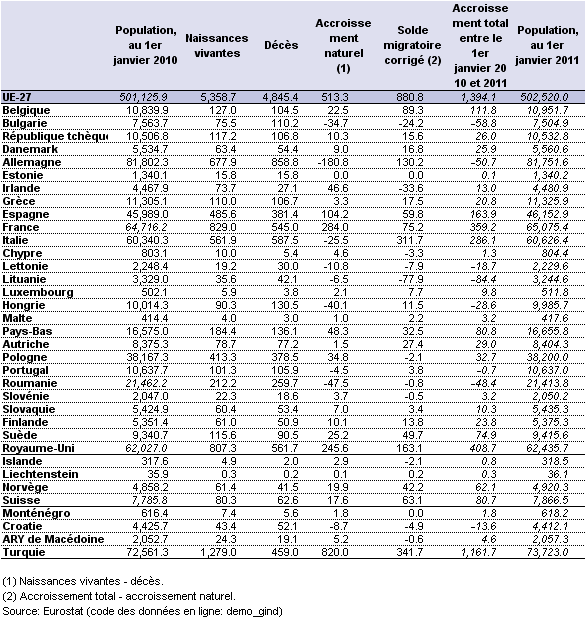 Population, au 1er janvier 2010 Naissances vivantes Décès Accroisse ment naturel (1) Solde migratoire corrigé (2) Accroisse ment total entre le 1er janvier 20 10 et 2011 Population, au 1er janvier 2011
UE-27 501,125.9 5,358.7 4,845.4 513.3 880.8 1,394.1 502,520.0
Belgique 10,839.9 127.0 104.5 22.5 89.3 111.8 10,951.7
Bulgarie 7,563.7 75.5 110.2 -34.7 -24.2 -58.8 7,504.9
République tchèque 10,506.8 117.2 106.8 10.3 15.6 26.0 10,532.8
Danemark 5,534.7 63.4 54.4 9.0 16.8 25.9 5,560.6
Allemagne 81,802.3 677.9 858.8 -180.8 130.2 -50.7 81,751.6
Estonie 1,340.1 15.8 15.8 0.0 0.0 0.1 1,340.2
Irlande 4,467.9 73.7 27.1 46.6 -33.6 13.0 4,480.9
Grèce 11,305.1 110.0 106.7 3.3 17.5 20.8 11,325.9
Espagne 45,989.0 485.6 381.4 104.2 59.8 163.9 46,152.9
France 64,716.2 829.0 545.0 284.0 75.2 359.2 65,075.4
Italie 60,340.3 561.9 587.5 -25.5 311.7 286.1 60,626.4
Chypre 803.1 10.0 5.4 4.6 -3.3 1.3 804.4
Lettonie 2,248.4 19.2 30.0 -10.8 -7.9 -18.7 2,229.6
Lituanie 3,329.0 35.6 42.1 -6.5 -77.9 -84.4 3,244.6
Luxembourg 502.1 5.9 3.8 2.1 7.7 9.8 511.8
Hongrie 10,014.3 90.3 130.5 -40.1 11.5 -28.6 9,985.7
Malte 414.4 4.0 3.0 1.0 2.2 3.2 417.6
Pays-Bas 16,575.0 184.4 136.1 48.3 32.5 80.8 16,655.8
Autriche 8,375.3 78.7 77.2 1.5 27.4 29.0 8,404.3
Pologne 38,167.3 413.3 378.5 34.8 -2.1 32.7 38,200.0
Portugal 10,637.7 101.3 105.9 -4.5 3.8 -0.7 10,637.0
Roumanie 21,462.2 212.2 259.7 -47.5 -0.8 -48.4 21,413.8
Slovénie 2,047.0 22.3 18.6 3.7 -0.5 3.2 2,050.2
Slovaquie 5,424.9 60.4 53.4 7.0 3.4 10.3 5,435.3
Finlande 5,351.4 61.0 50.9 10.1 13.8 23.8 5,375.3
Suède 9,340.7 115.6 90.5 25.2 49.7 74.9 9,415.6
Royaume-Uni 62,027.0 807.3 561.7 245.6 163.1 408.7 62,435.7
Islande 317.6 4.9 2.0 2.9 -2.1 0.8 318.5
Liechtenstein 35.9 0.3 0.2 0.1 0.2 0.3 36.1
Norvège 4,858.2 61.4 41.5 19.9 42.2 62.1 4,920.3
Suisse 7,785.8 80.3 62.6 17.6 63.1 80.7 7,866.5
Monténégro 616.4 7.4 5.6 1.8 0.0 1.8 618.2
Croatie 4,425.7 43.4 52.1 -8.7 -4.9 -13.6 4,412.1
ARY de Macédoine 2,052.7 24.3 19.1 5.2 -0.6 4.6 2,057.3
Turquie 72,561.3 1,279.0 459.0 820.0 341.7 1,161.7 73,723.0
(1) Naissances vivantes - décès.
(2) Accroissement total - accroissement naturel.
Source: Eurostat (code des données en ligne: demo_gind)